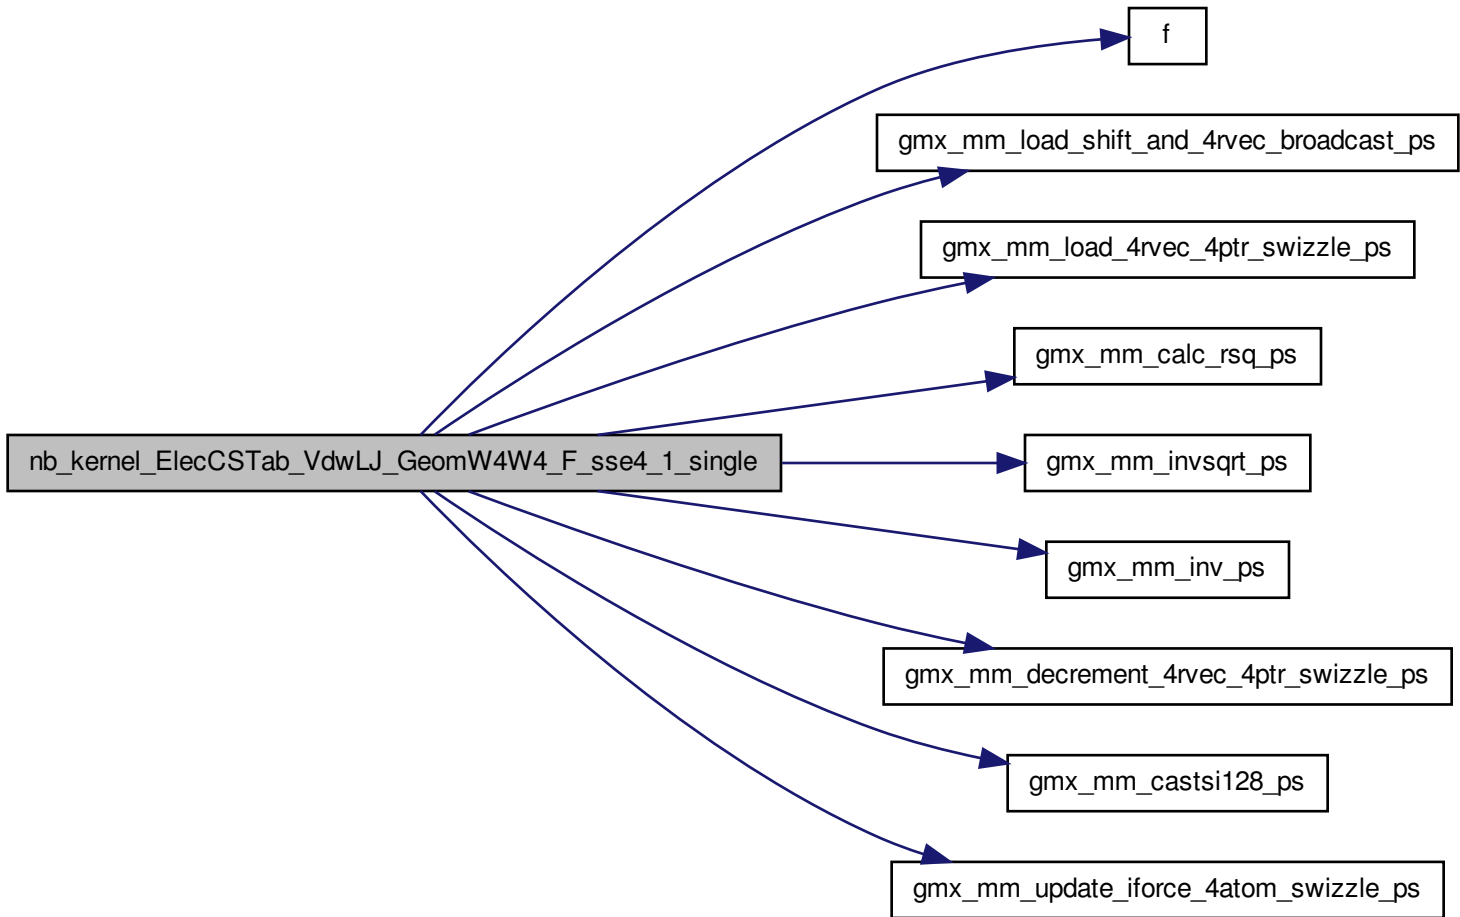 f
gmx_mm_load_shift_and_4rvec_broadcast_ps
gmx_mm_load_4rvec_4ptr_swizzle_ps
gmx_mm_calc_rsq_ps
nb_kernel_ElecCSTab_VdwLJ_GeomW4W4_F_sse4_1_single
gmx_mm_invsqrt_ps
gmx_mm_inv_ps
gmx_mm_decrement_4rvec_4ptr_swizzle_ps
gmx_mm_castsi128_ps
gmx_mm_update_iforce_4atom_swizzle_ps